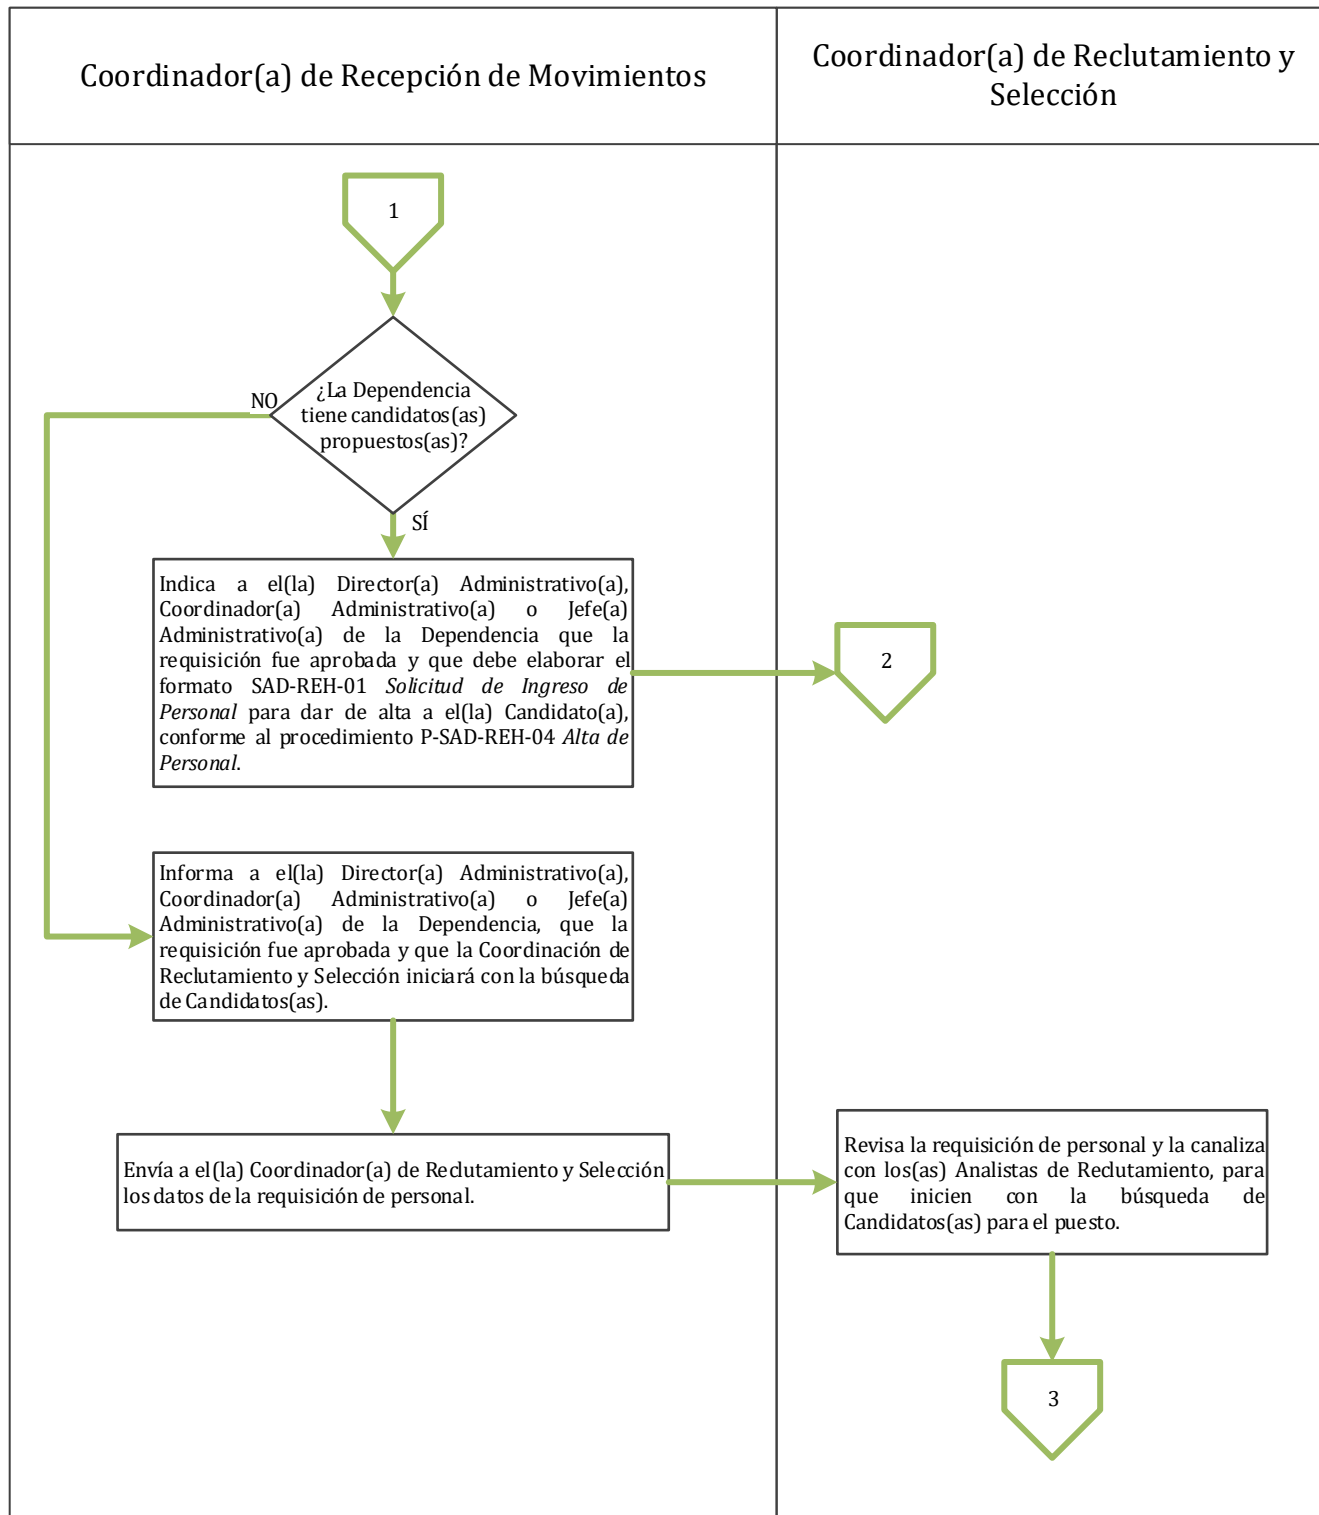 Coordinador(a) de Recepción de Movimientos
Coordinador(a) de Reclutamiento y
Selección
1
¿La Dependencia
tiene candidatos(as)
propuestos(as)?
NO
SÍ
Indica a el(la) Director(a) Administrativo(a),
Coordinador(a) Administrativo(a) o Jefe(a)
Administrativo(a) de la Dependencia que la
requisición fue aprobada y que debe elaborar el
formato SAD-REH-01 Solicitud de Ingreso de
Personal para dar de alta a el(la) Candidato(a),
conforme al procedimiento P-SAD-REH-04 Alta de
Personal.
2
Informa a el(la) Director(a) Administrativo(a),
Coordinador(a) Administrativo(a) o Jefe(a)
Administrativo(a) de la Dependencia, que la
requisición fue aprobada y que la Coordinación de
Reclutamiento y Selección iniciará con la búsqueda
de Candidatos(as).
Envía a el(la) Coordinador(a) de Reclutamiento y Selección
los datos de la requisición de personal.
Revisa la requisición de personal y la canaliza
con los(as) Analistas de Reclutamiento, para
que inicien con la búsqueda de
Candidatos(as) para el puesto.
3